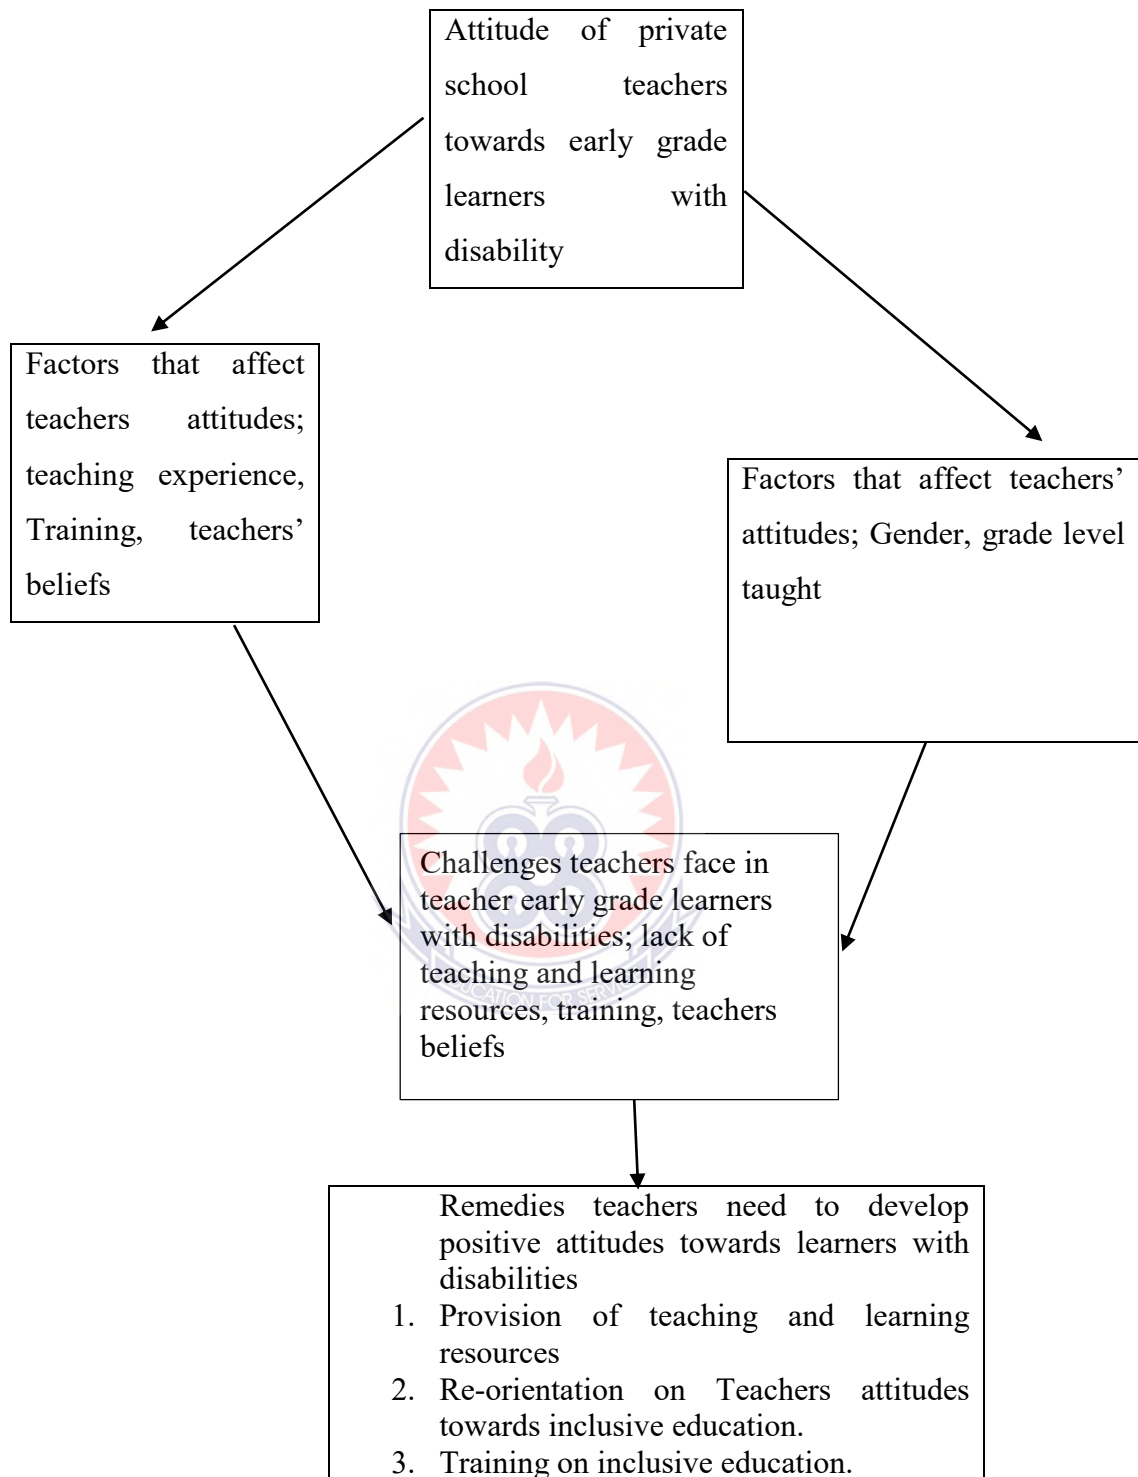 Attitude of private
school teachers
towards early grade
learners with
disability
Factors that affect
teachers attitudes;
teaching experience,
Training, teachers’
beliefs
Factors that affect teachers’
attitudes; Gender, grade level
taught
Challenges teachers face in
teacher early grade learners
with disabilities; lack of
teaching and learning
resources, training, teachers
beliefs
EDUCATION FOR SERVICE
Remedies teachers need to develop
positive attitudes towards learners with
disabilities
1. Provision of teaching and learning
resources
2. Re-orientation on Teachers attitudes
towards inclusive education.
3. Training on inclusive education.